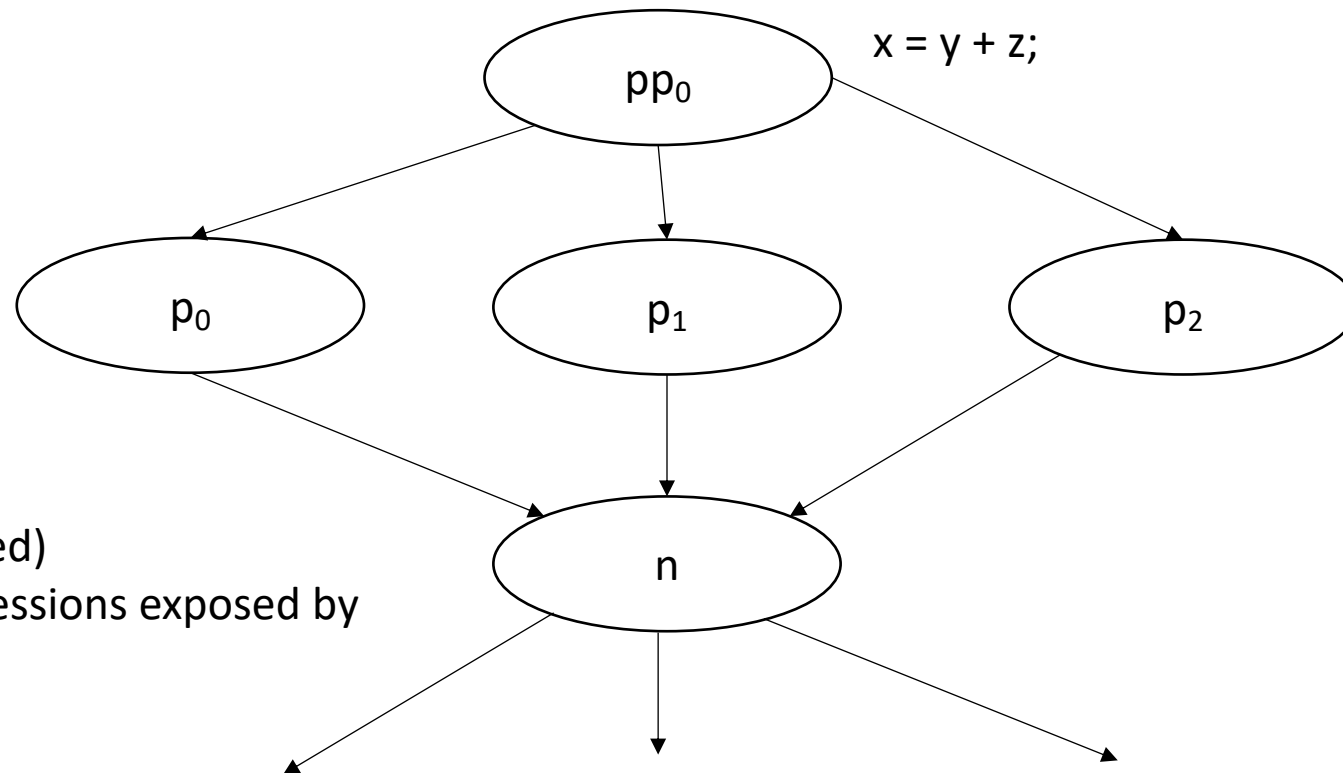 pp₀
x = y + z;
p₀
p₁
p₂
ed)
n
essions exposed by